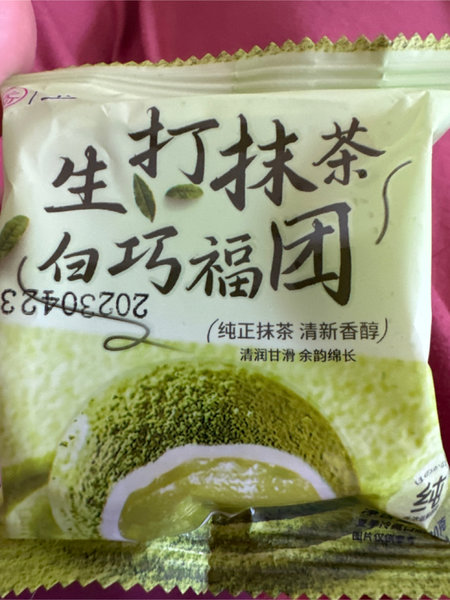 生打抹茶
白巧福团
20230423
(纯正抹茶 清新香醇)
清润甘滑 余韵绵长
纯